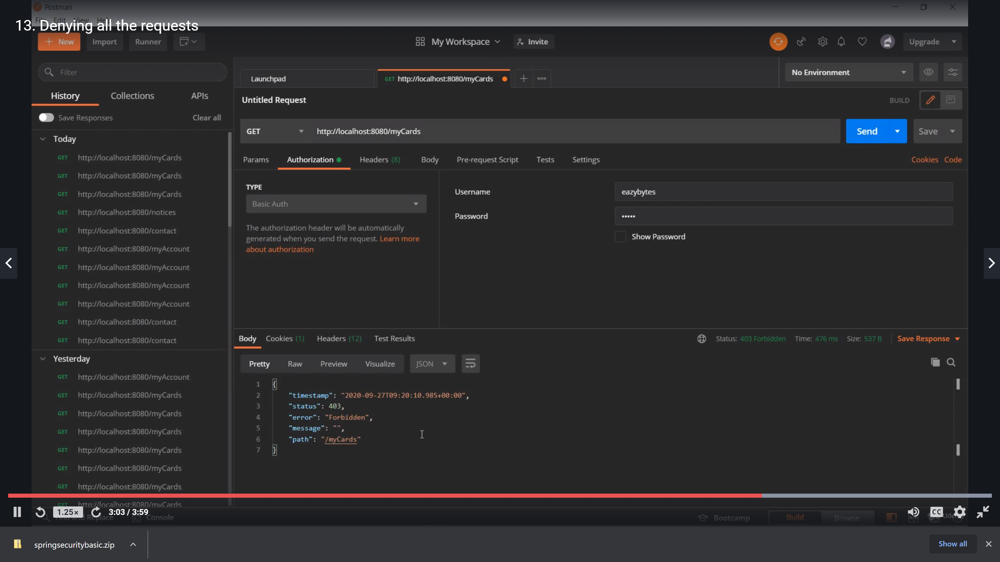 Postman
File Edit View Help
13. Denying all the requests
New Import Runner
My Workspace
Invite
Upgrade
Filter
History Collections APIs
Save Responses Clear all
Today
GET http://localhost:8080/myCards
GET http://localhost:8080/myCards
GET http://localhost:8080/myCards
GET http://localhost:8080/notices
GET http://localhost:8080/contact
GET http://localhost:8080/myAccount
GET http://localhost:8080/myAccount
GET http://localhost:8080/myAccount
GET http://localhost:8080/myAccount
GET http://localhost:8080/contact
GET http://localhost:8080/contact
Yesterday
GET http://localhost:8080/myAccount
GET http://localhost:8080/myCards
GET http://localhost:8080/myCards
GET http://localhost:8080/myCards
GET http://localhost:8080/myCards
GET http://localhost:8080/myCards
GET http://localhost:8080/myCards
GET http://localhost:8080/myCards
Launchpad
GET http://localhost:8080/myCards
No Environment
Untitled Request
BUILD
GET http://localhost:8080/myCards
Send
Save
Params Authorization Headers (8) Body Pre-request Script Tests Settings
Cookies Code
TYPE
Basic Auth
The authorization header will be automatically
generated when you send the request. Learn more
about authorization
Username eazybytes
Password •••••
Show Password
Body Cookies (1) Headers (12) Test Results
Status: 403 Forbidden Time: 476 ms Size: 537 B Save Response
Pretty Raw Preview Visualize JSON
1 {
2 "timestamp": "2020-09-27T09:20:10.985+00:00",
3 "status": 403,
4 "error": "Forbidden",
5 "message": "",
6 "path": "/myCards"
7 }
1.25×
3:03 / 3:59
Find and Replace Console
Bootcamp Build Browse
CC
springsecuritybasic.zip
Show all